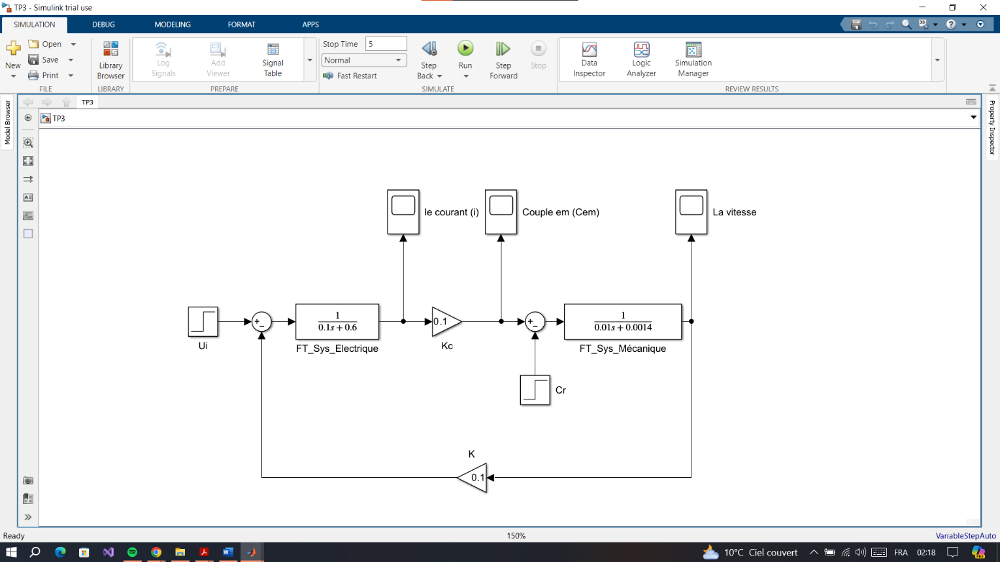 TP3 - Simulink trial use
SIMULATION
DEBUG
MODELING
FORMAT
APPS
New
Open
Save
Print
FILE
Library
Browser
LIBRARY
Log
Signals
Add
Viewer
Signal
Table
PREPARE
Stop Time 5
Normal
Fast Restart
Step
Back
Run
Step
Forward
Stop
SIMULATE
Data
Inspector
Logic
Analyzer
Simulation
Manager
REVIEW RESULTS
Model Browser
TP3
TP3
Property Inspector
le courant (i)
Couple em (Cem)
La vitesse
Ui
+
−
1
0.1s + 0.6
FT_Sys_Electrique
0.1
Kc
+
−
1
0.01s + 0.0014
FT_Sys_Mécanique
Cr
K
0.1
Ready
150%
VariableStepAuto
10°C Ciel couvert
FRA
02:18